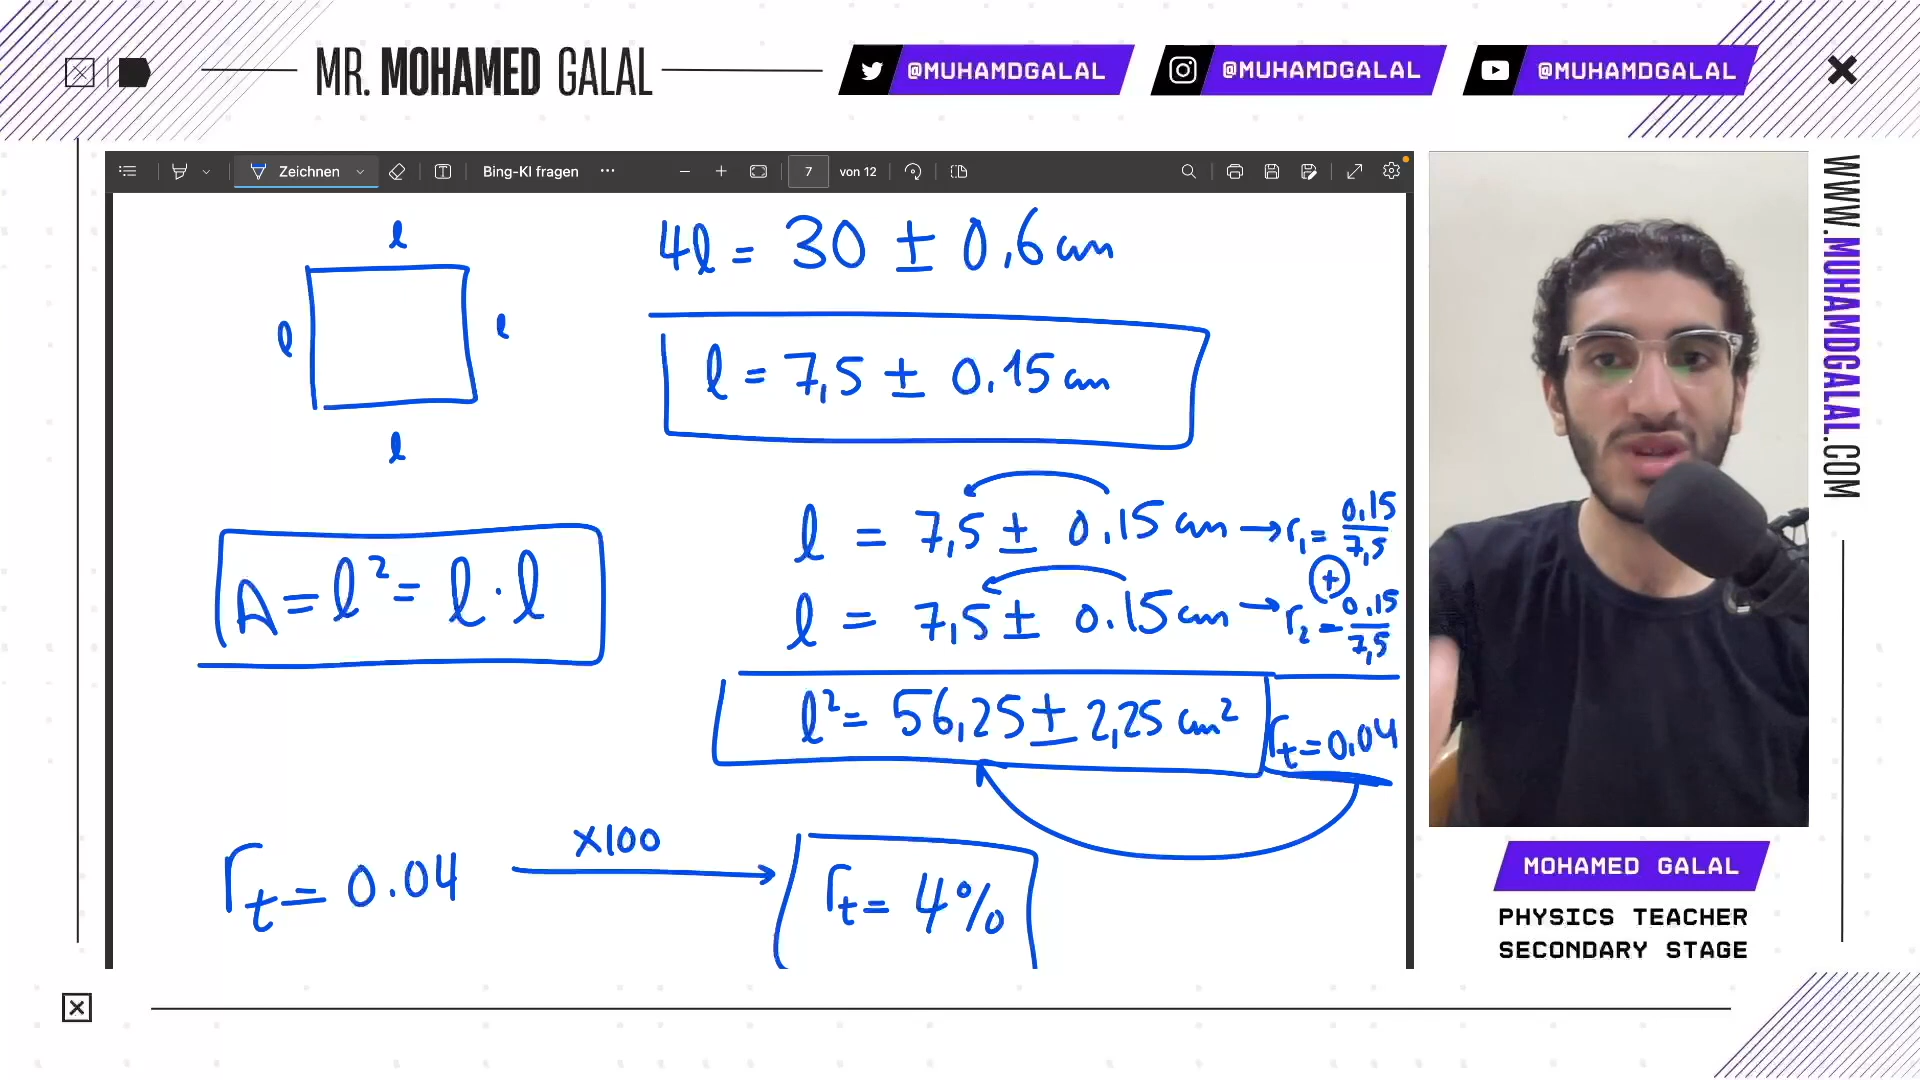 MR. MOHAMED GALAL
@MUHAMDGALAL
@MUHAMDGALAL
@MUHAMDGALAL
Zeichnen
Bing-KI fragen
7 von 12
l
l
l
l
4l = 30 ± 0,6 cm
l = 7,5 ± 0.15 cm
A = l² = l · l
l = 7,5 ± 0.15 cm → r₁ = 0.15/7,5
+
l = 7,5 ± 0.15 cm → r₂ = 0.15/7,5
l² = 56,25 ± 2,25 cm²
rt = 0.04
rt = 0.04
x100
rt = 4%
WWW.MUHAMDGALAL.COM
MOHAMED GALAL
PHYSICS TEACHER
SECONDARY STAGE